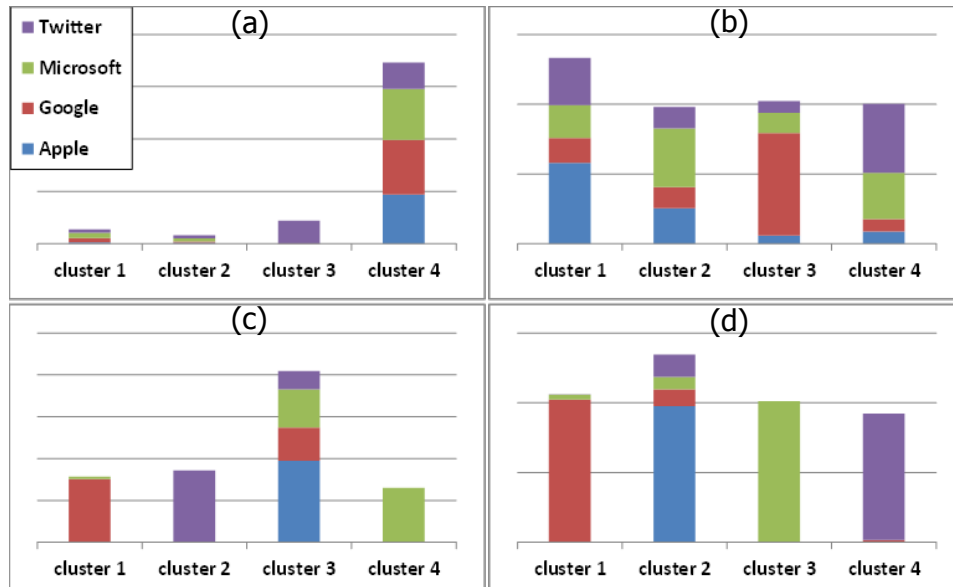 (a)
Twitter
Microsoft
Google
Apple
cluster 1 cluster 2 cluster 3 cluster 4
(b)
cluster 1 cluster 2 cluster 3 cluster 4
(c)
cluster 1 cluster 2 cluster 3 cluster 4
(d)
cluster 1 cluster 2 cluster 3 cluster 4